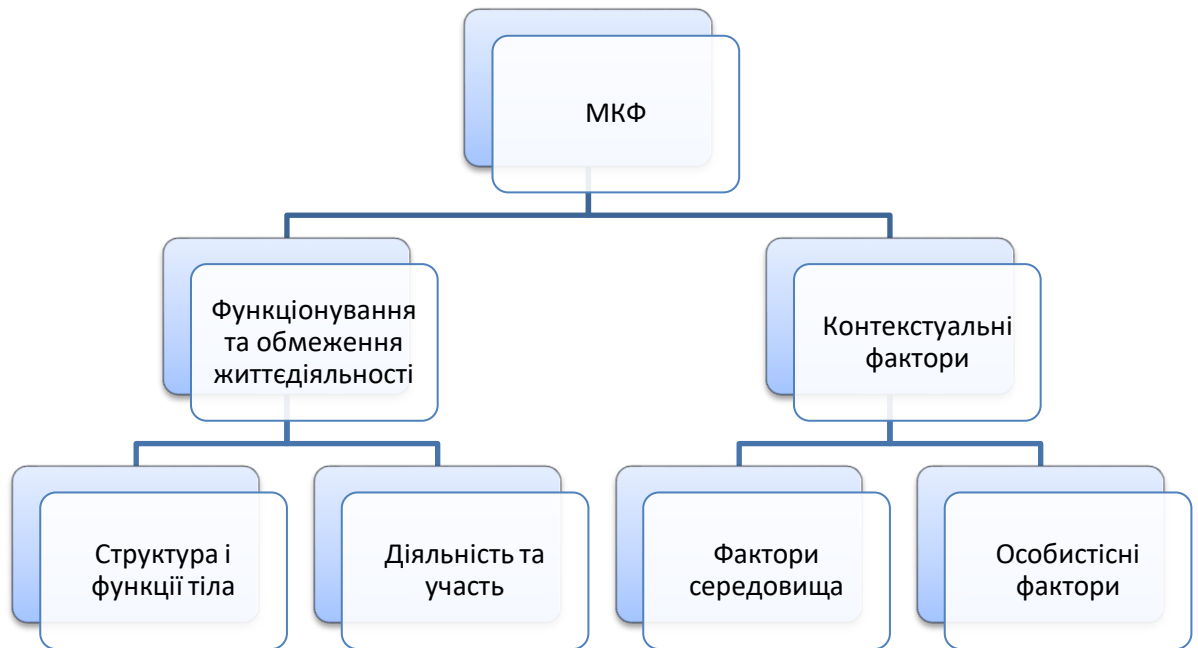 МКФ
Функціонування
та обмеження
життєдіяльності
Контекстуальні
фактори
Структура і
функції тіла
Діяльність та
участь
Фактори
середовища
Особистісні
фактори